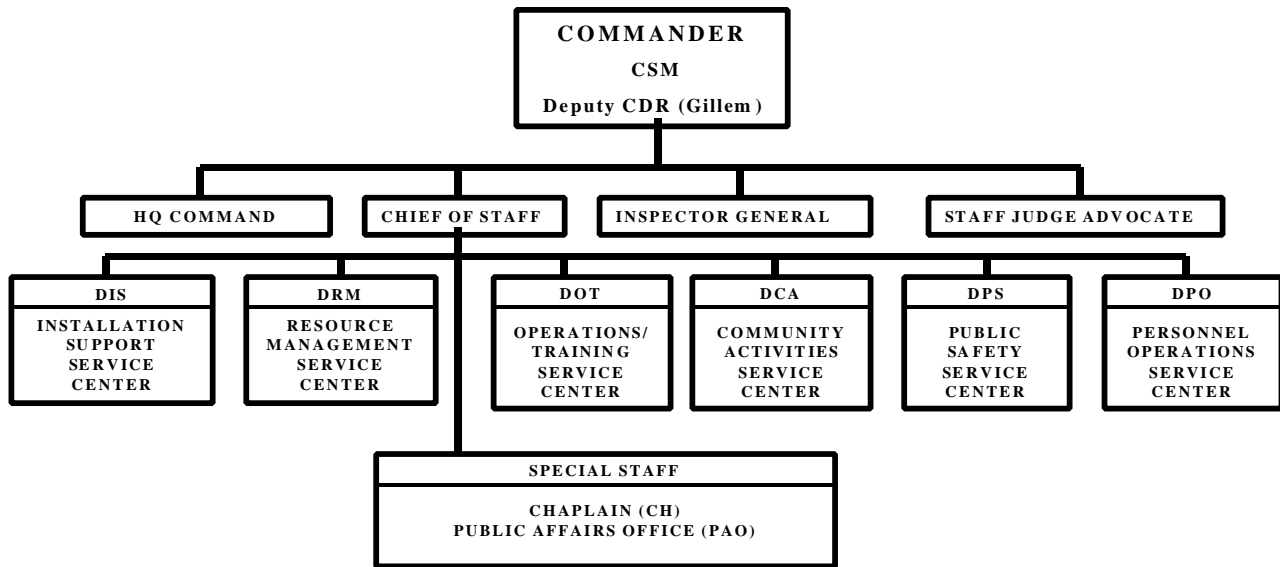 COMMANDER
CSM
Deputy CDR (Gillem)
HQ COMMAND
CHIEF OF STAFF
INSPECTOR GENERAL
STAFF JUDGE ADVOCATE
DIS
INSTALLATION
SUPPORT
SERVICE
CENTER
DRM
RESOURCE
MANAGEMENT
SERVICE
CENTER
DOT
OPERATIONS/
TRAINING
SERVICE
CENTER
DCA
COMMUNITY
ACTIVITIES
SERVICE
CENTER
DPS
PUBLIC
SAFETY
SERVICE
CENTER
DPO
PERSONNEL
OPERATIONS
SERVICE
CENTER
SPECIAL STAFF
CHAPLAIN (CH)
PUBLIC AFFAIRS OFFICE (PAO)